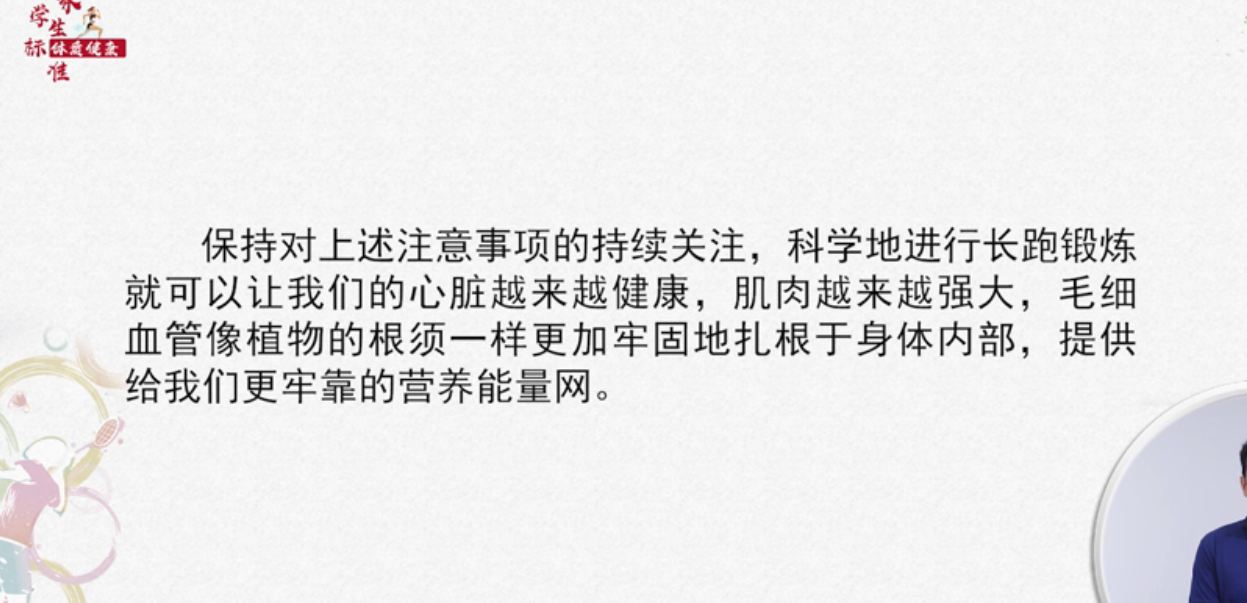 学生
标 体质健康
准
保持对上述注意事项的持续关注，科学地进行长跑锻炼
就可以让我们的心脏越来越健康，肌肉越来越强大，毛细
血管像植物的根须一样更加牢固地扎根于身体内部，提供
给我们更牢靠的营养能量网。